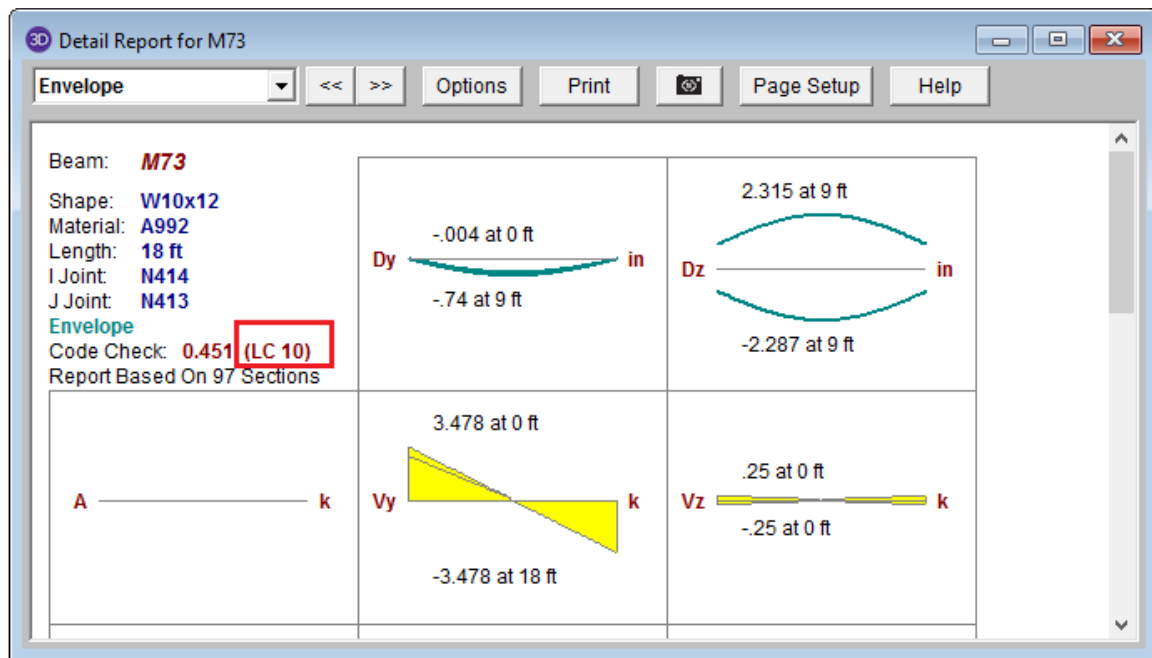 3D Detail Report for M73
Envelope << >> Options Print Page Setup Help
Beam: M73
Shape: W10x12
Material: A992
Length: 18 ft
I Joint: N414
J Joint: N413
Envelope
Code Check: 0.451 (LC 10)
Report Based On 97 Sections
-.004 at 0 ft
Dy in
-.74 at 9 ft
2.315 at 9 ft
Dz in
-2.287 at 9 ft
A k
3.478 at 0 ft
Vy k
-3.478 at 18 ft
.25 at 0 ft
Vz k
-.25 at 0 ft